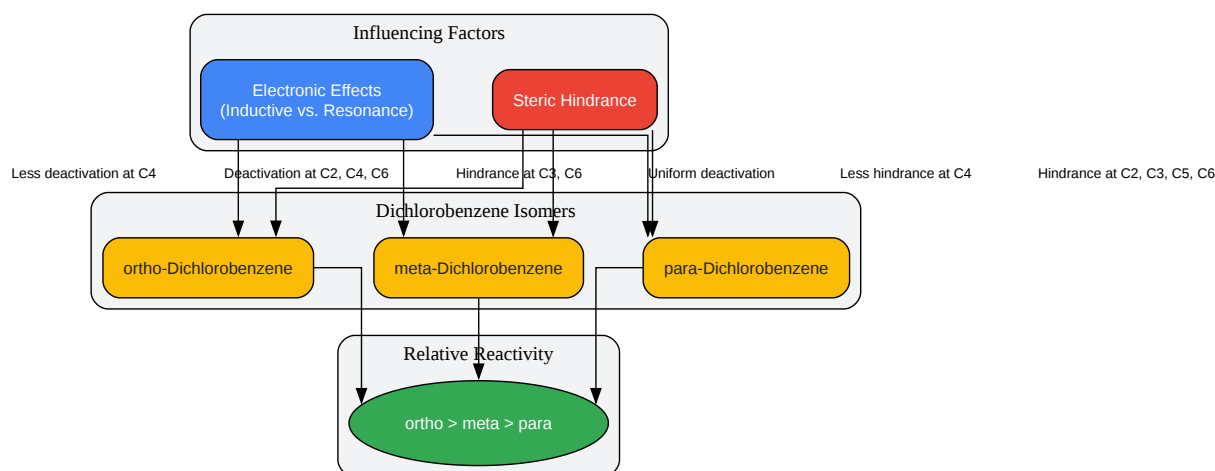 Influencing Factors
Electronic Effects
(Inductive vs. Resonance)
Steric Hindrance
Less deactivation at C4
Deactivation at C2, C4, C6
Hindrance at C3, C6
Uniform deactivation
Less hindrance at C4
Hindrance at C2, C3, C5, C6
Dichlorobenzene Isomers
ortho-Dichlorobenzene
meta-Dichlorobenzene
para-Dichlorobenzene
Relative Reactivity
ortho > meta > para